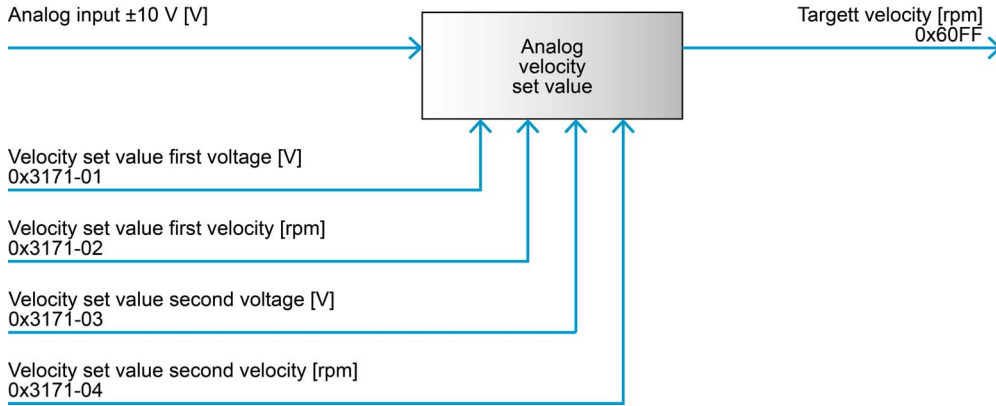 Analog input ±10 V [V]
Targett velocity [rpm]
0x60FF
Analog
velocity
set value
Velocity set value first voltage [V]
0x3171-01
Velocity set value first velocity [rpm]
0x3171-02
Velocity set value second voltage [V]
0x3171-03
Velocity set value second velocity [rpm]
0x3171-04